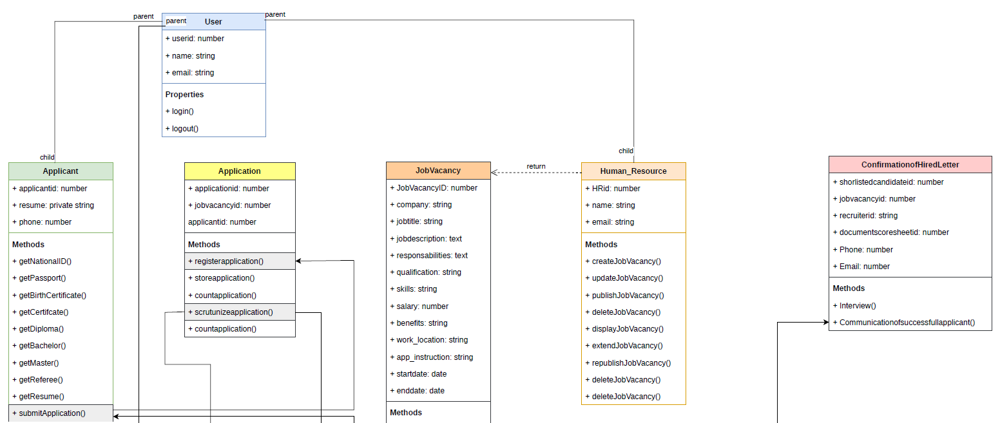 parent
parent
parent
User
+ userid: number
+ name: string
+ email: string
Properties
+ login()
+ logout()
child
Applicant
+ applicantid: number
+ resume: private string
+ phone: number
Methods
+ getNationalID()
+ getPassport()
+ getBirthCertificate()
+ getCertifcate()
+ getDiploma()
+ getBachelor()
+ getMaster()
+ getReferee()
+ getResume()
+ submitApplication()
Application
+ applicationid: number
+ jobvacancyid: number
applicantid: number
Methods
+ registerapplication()
+ storeapplication()
+ countapplication()
+ scrutunizeapplication()
+ countapplication()
JobVacancy
+ JobVacancyID: number
+ company: string
+ jobtitle: string
+ jobdescription: text
+ responsabilities: text
+ qualification: string
+ skills: string
+ salary: number
+ benefits: string
+ work_location: string
+ app_instruction: string
+ startdate: date
+ enddate: date
Methods
return
child
Human_Resource
+ HRid: number
+ name: string
+ email: string
Methods
+ createJobVacancy()
+ updateJobVacancy()
+ publishJobVacancy()
+ deleteJobVacancy()
+ displayJobVacancy()
+ extendJobVacancy()
+ republishJobVacancy()
+ deleteJobVacancy()
+ deleteJobVacancy()
ConfirmationofHiredLetter
+ shorlistedcandidateid: number
+ jobvacancyid: number
+ recruiterid: string
+ documentscoresheetid: number
+ Phone: number
+ Email: number
Methods
+ Interview()
+ Communicationofsuccessfullapplicant()